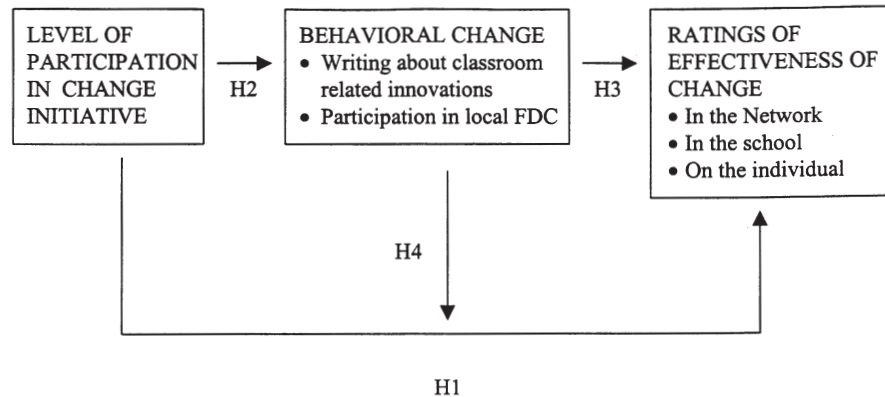 LEVEL OF
PARTICIPATION
IN CHANGE
INITIATIVE
H2
BEHAVIORAL CHANGE
• Writing about classroom
related innovations
• Participation in local FDC
H3
RATINGS OF
EFFECTIVENESS OF
CHANGE
• In the Network
• In the school
• On the individual
H4
H1